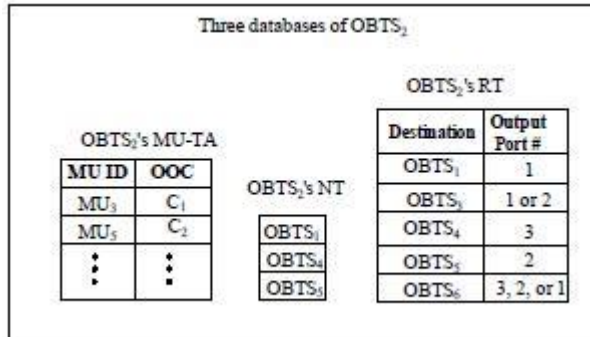 Three databases of OBTS₂
OBTS₂'s MU-TA
MU ID OOC
MU₃ C₁
MU₅ C₂
OBTS₂'s NT
OBTS₁
OBTS₄
OBTS₅
OBTS₂'s RT
Destination Output Port #
OBTS₁ 1
OBTS₃ 1 or 2
OBTS₄ 3
OBTS₅ 2
OBTS₆ 3, 2, or 1